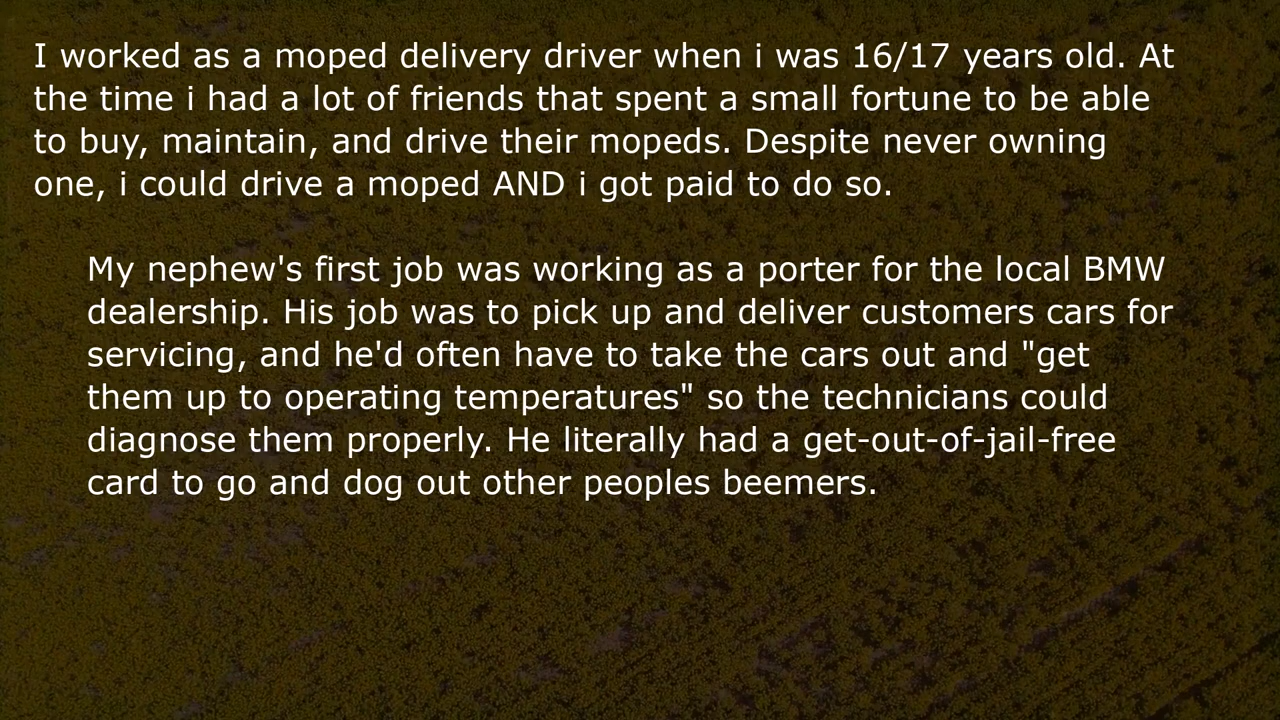 I worked as a moped delivery driver when i was 16/17 years old. At
the time i had a lot of friends that spent a small fortune to be able
to buy, maintain, and drive their mopeds. Despite never owning
one, i could drive a moped AND i got paid to do so.
My nephew's first job was working as a porter for the local BMW
dealership. His job was to pick up and deliver customers cars for
servicing, and he'd often have to take the cars out and "get
them up to operating temperatures" so the technicians could
diagnose them properly. He literally had a get-out-of-jail-free
card to go and dog out other peoples beemers.